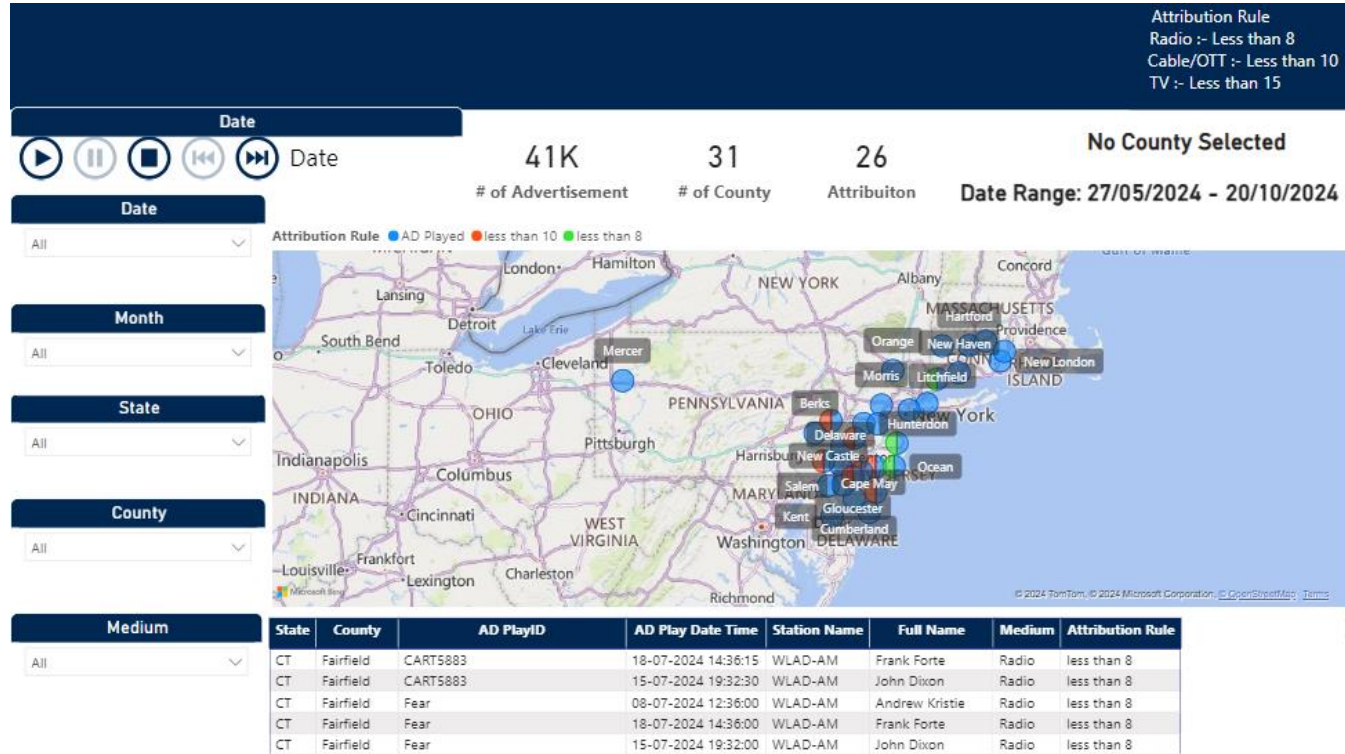 Attribution Rule
Radio :- Less than 8
Cable/OTT :- Less than 10
TV :- Less than 15
Date
Date
41K
# of Advertisement
31
# of County
26
Attribuiton
No County Selected
Date Range: 27/05/2024 - 20/10/2024
Date
All
Month
All
State
All
County
All
Medium
All
Attribution Rule AD Played less than 10 less than 8
London
Hamilton
NEW YORK
Albany
Concord
Lansing
MASSACHUSETTS
Hartford
Detroit
Lake Erie
Providence
South Bend
Mercer
Orange
New Haven
New London
Toledo
Cleveland
Morris
Litchfield
ISLAND
PENNSYLVANIA
Berks
OHIO
New York
Hunterdon
Pittsburgh
Delaware
Indianapolis
New Castle
Columbus
Ocean
Salem
Cape May
INDIANA
Kent
Gloucester
Cincinnati
WEST
VIRGINIA
Washington
Cumberland
DELAWARE
Frankfort
Louisville
Lexington
Charleston
Richmond
Microsoft Bing
© 2024 TomTom, © 2024 Microsoft Corporation, © OpenStreetMap Terms
State County AD PlayID AD Play Date Time Station Name Full Name Medium Attribution Rule
CT Fairfield CART5883 18-07-2024 14:36:15 WLAD-AM Frank Forte Radio less than 8
CT Fairfield CART5883 15-07-2024 19:32:30 WLAD-AM John Dixon Radio less than 8
CT Fairfield Fear 08-07-2024 12:36:00 WLAD-AM Andrew Kristie Radio less than 8
CT Fairfield Fear 18-07-2024 14:36:00 WLAD-AM Frank Forte Radio less than 8
CT Fairfield Fear 15-07-2024 19:32:00 WLAD-AM John Dixon Radio less than 8